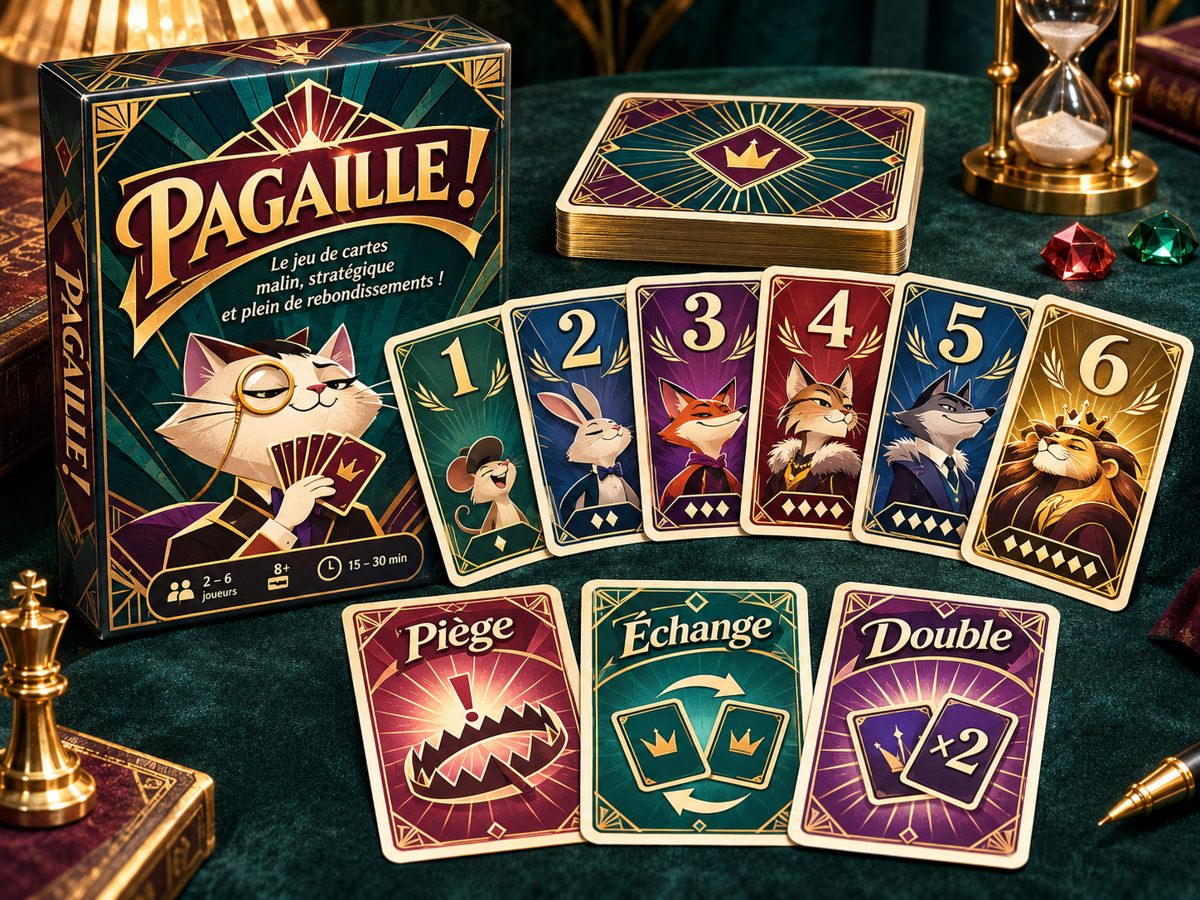 PAGAILLE!
Le jeu de cartes
malin, stratégique
et plein de rebondissements !
PAGAILLE!
2 – 6
joueurs
8+
15 – 30 min
1
2
3
4
5
6
Piège
!
Échange
Double
×2